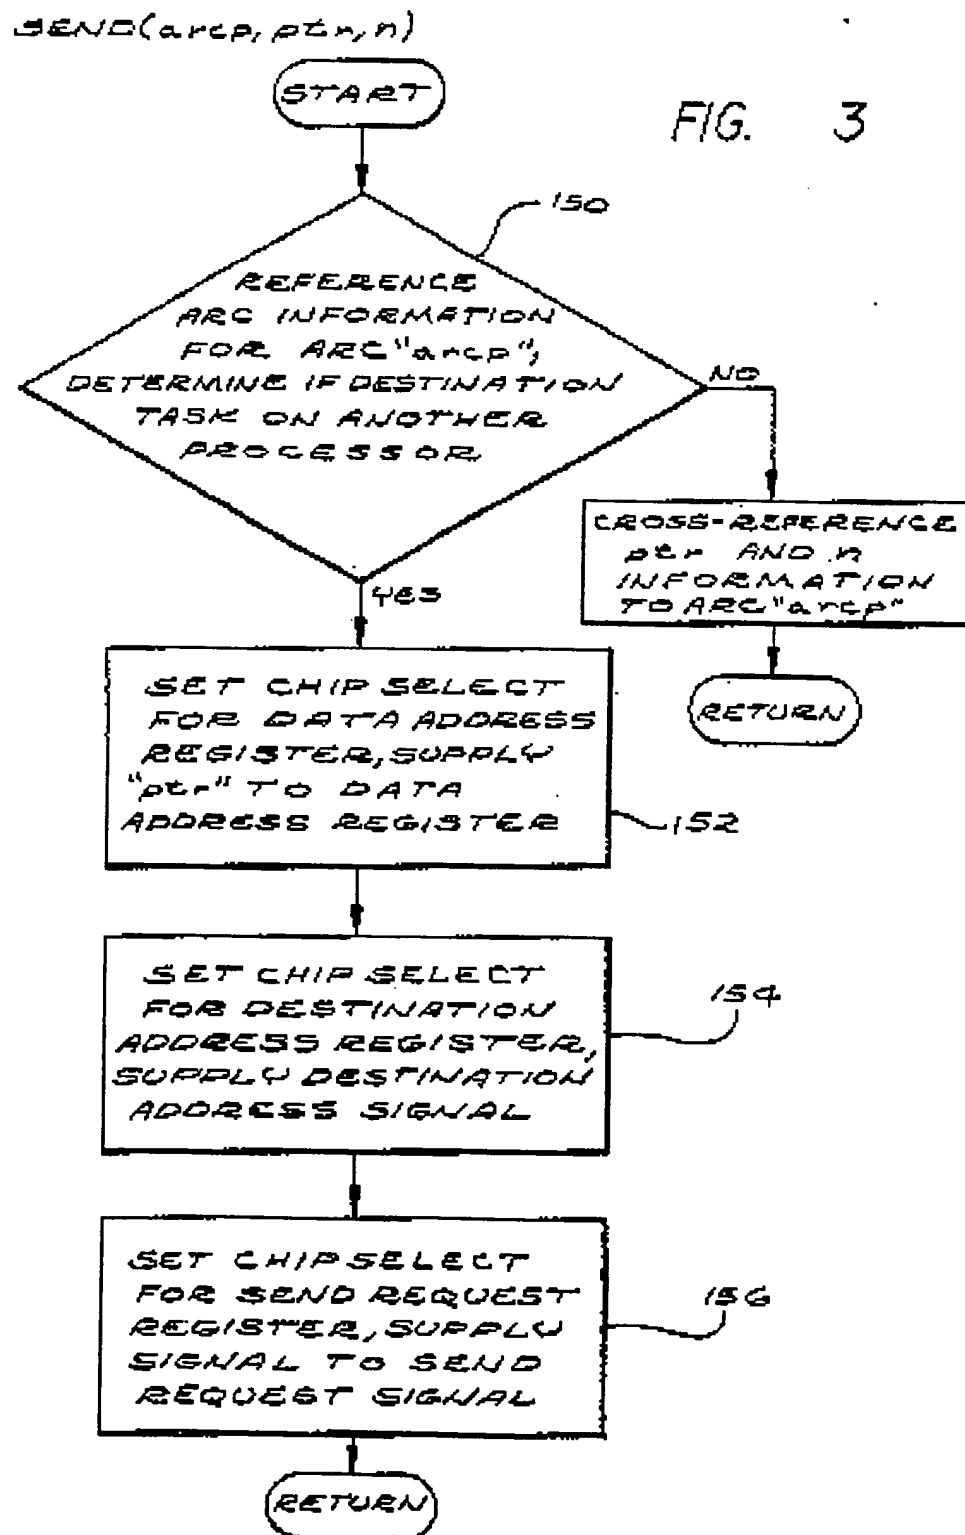 SEND(arcp, ptr, n)
START
FIG. 3
150
REFERENCE
ARC INFORMATION
FOR ARC "arcp",
DETERMINE IF DESTINATION
TASK ON ANOTHER
PROCESSOR
NO
CROSS-REFERENCE
ptr AND n
INFORMATION
TO ARC "arcp"
RETURN
YES
SET CHIP SELECT
FOR DATA ADDRESS
REGISTER, SUPPLY
"ptr" TO DATA
ADDRESS REGISTER
152
SET CHIP SELECT
FOR DESTINATION
ADDRESS REGISTER,
SUPPLY DESTINATION
ADDRESS SIGNAL
154
SET CHIP SELECT
FOR SEND REQUEST
REGISTER, SUPPLY
SIGNAL TO SEND
REQUEST SIGNAL
156
RETURN